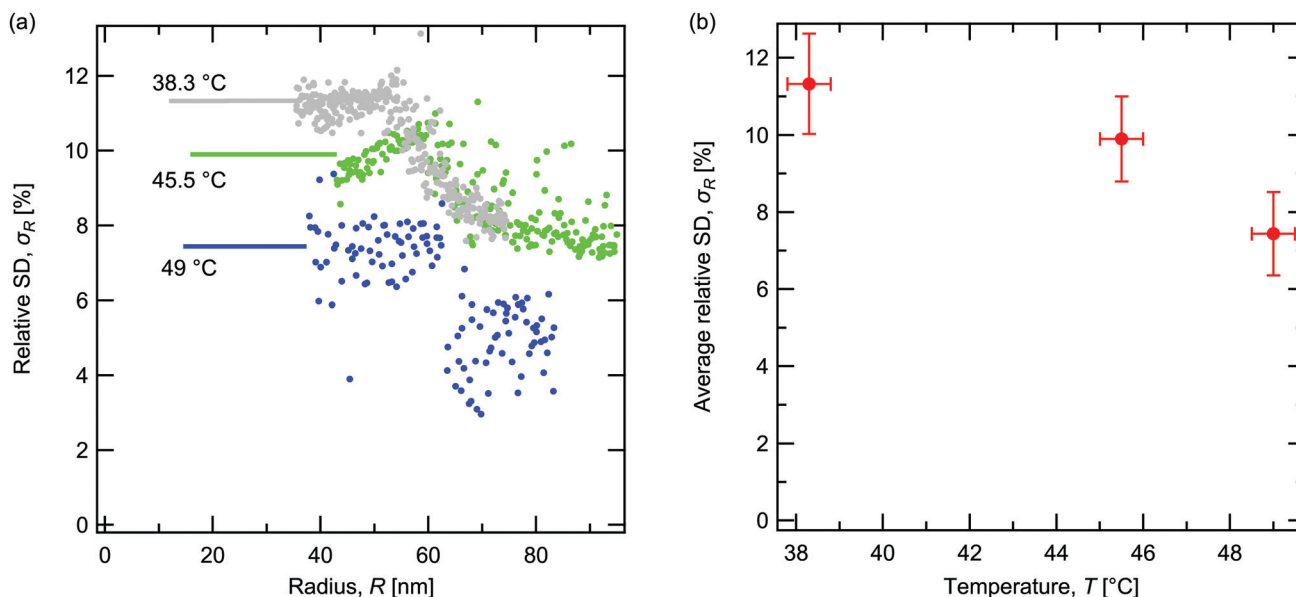 (a)
12
10
8
6
4
2
0
Relative SD, σR [%]
38.3 °C
45.5 °C
49 °C
0 20 40 60 80
Radius, R [nm]
(b)
12
10
8
6
4
2
0
Average relative SD, σR [%]
38 40 42 44 46 48
Temperature, T [°C]